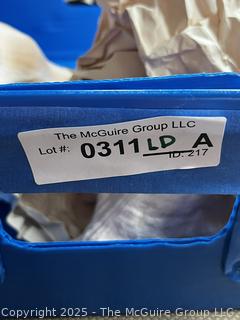 The McGuire Group LLC
Lot #: 0311 LD A
ID: 217
Copyright 2025 - The McGuire Group LLC